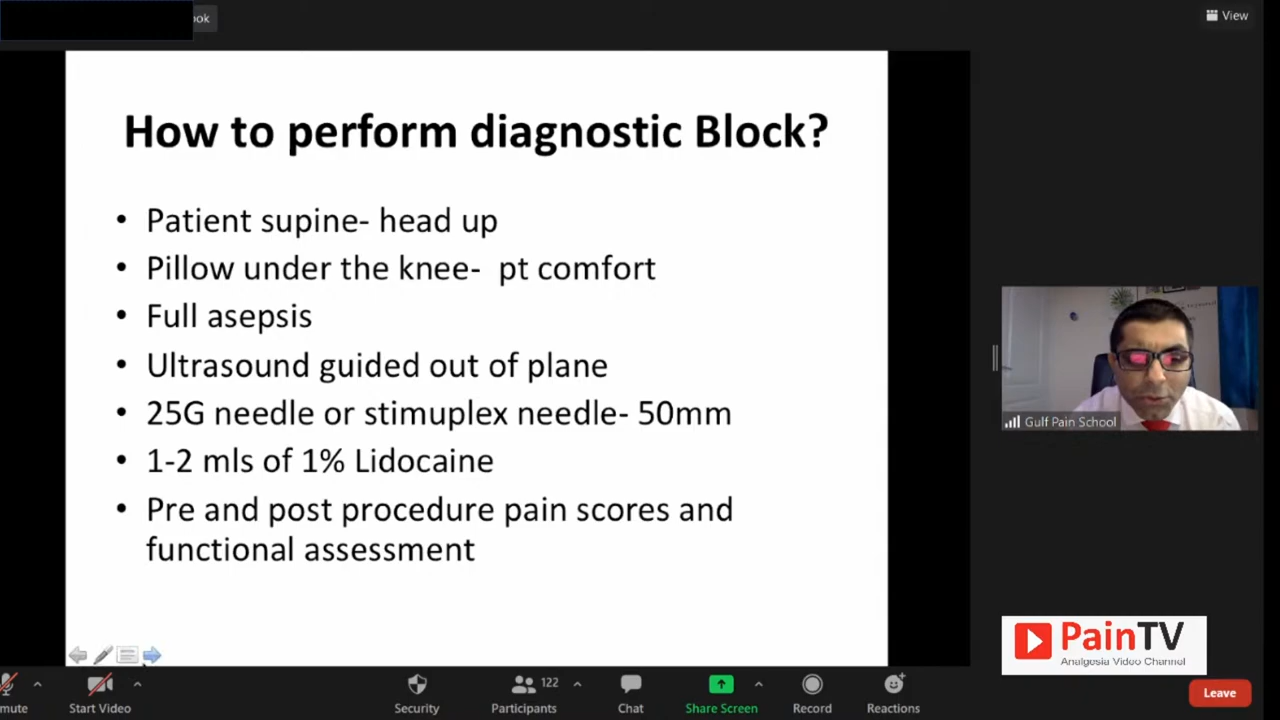 ook
View
How to perform diagnostic Block?
• Patient supine- head up
• Pillow under the knee- pt comfort
• Full asepsis
• Ultrasound guided out of plane
• 25G needle or stimuplex needle- 50mm
• 1-2 mls of 1% Lidocaine
• Pre and post procedure pain scores and
functional assessment
Gulf Pain School
PainTV
Analgesia Video Channel
mute
Start Video
Security
122
Participants
Chat
Share Screen
Record
Reactions
Leave